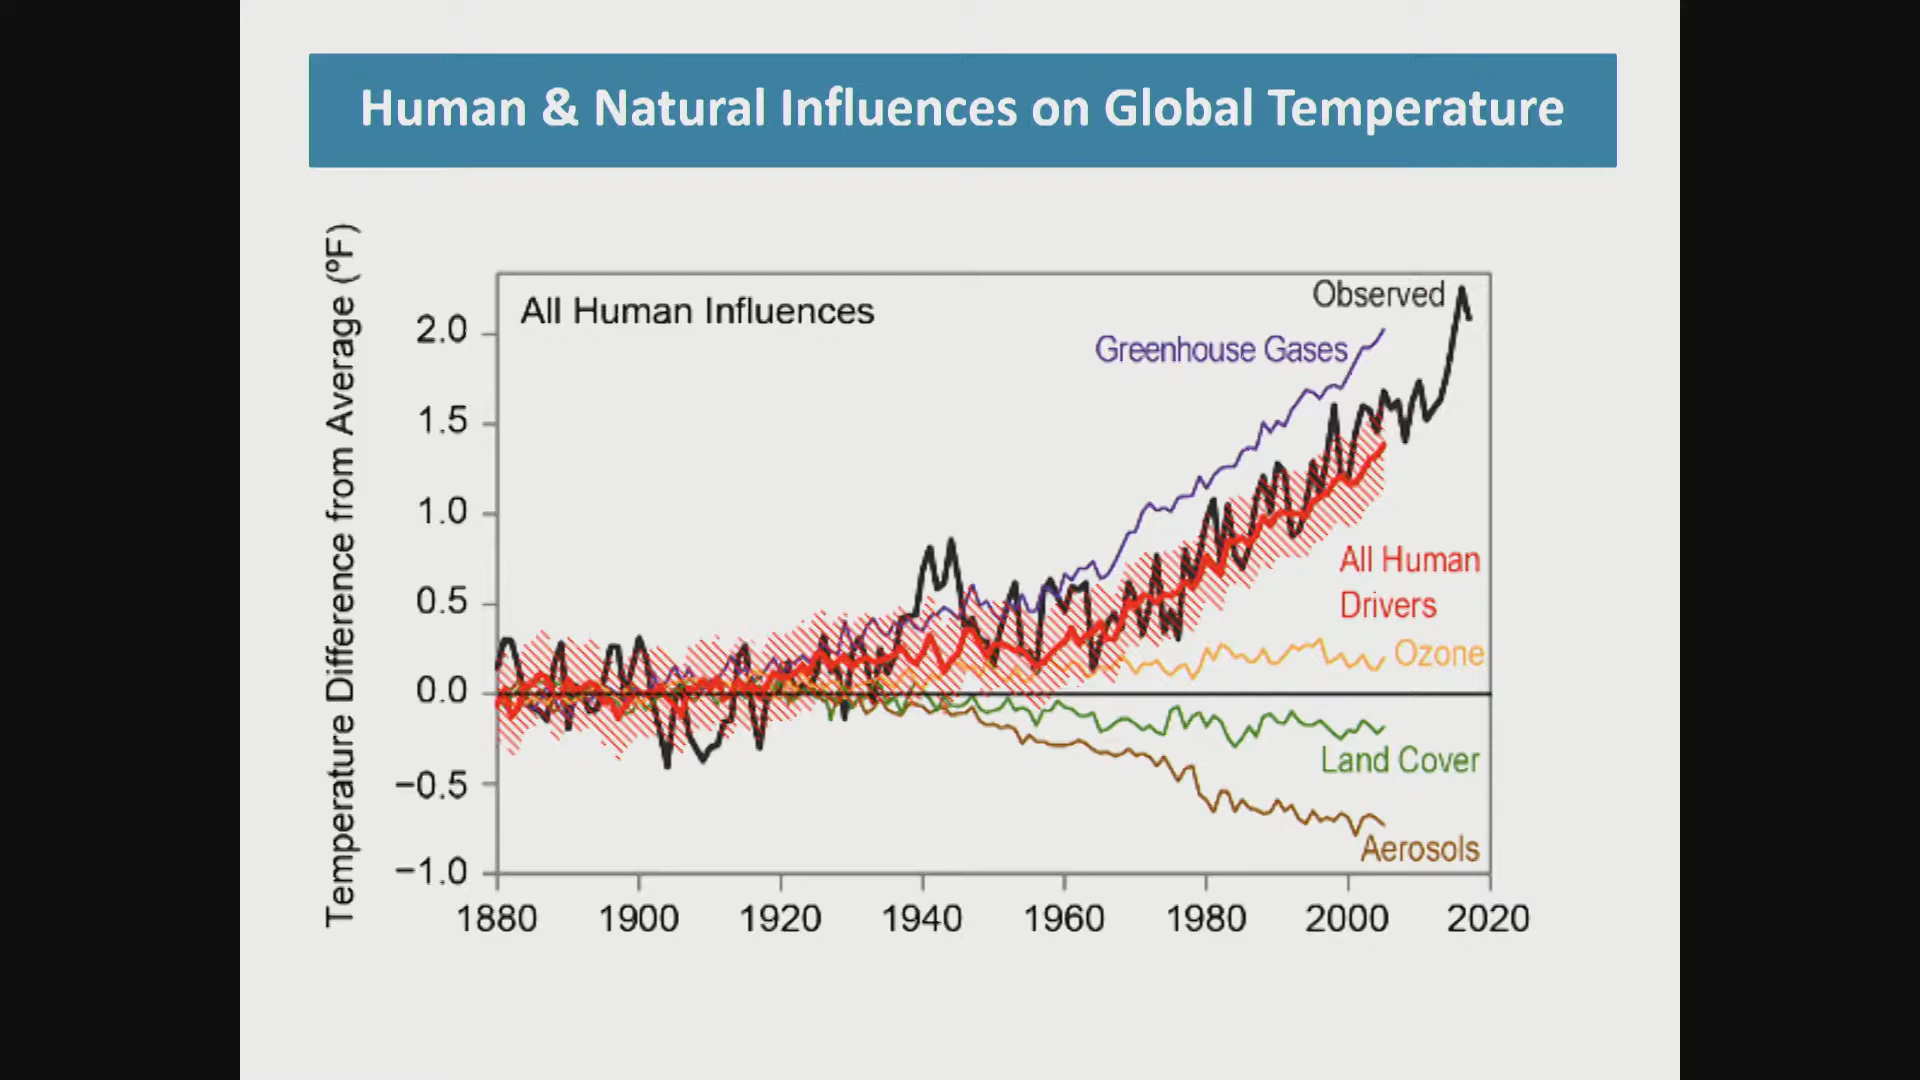 Human & Natural Influences on Global Temperature
Temperature Difference from Average (ºF)
All Human Influences
Observed
Greenhouse Gases
All Human
Drivers
Ozone
Land Cover
Aerosols
2.0
1.5
1.0
0.5
0.0
−0.5
−1.0
1880 1900 1920 1940 1960 1980 2000 2020